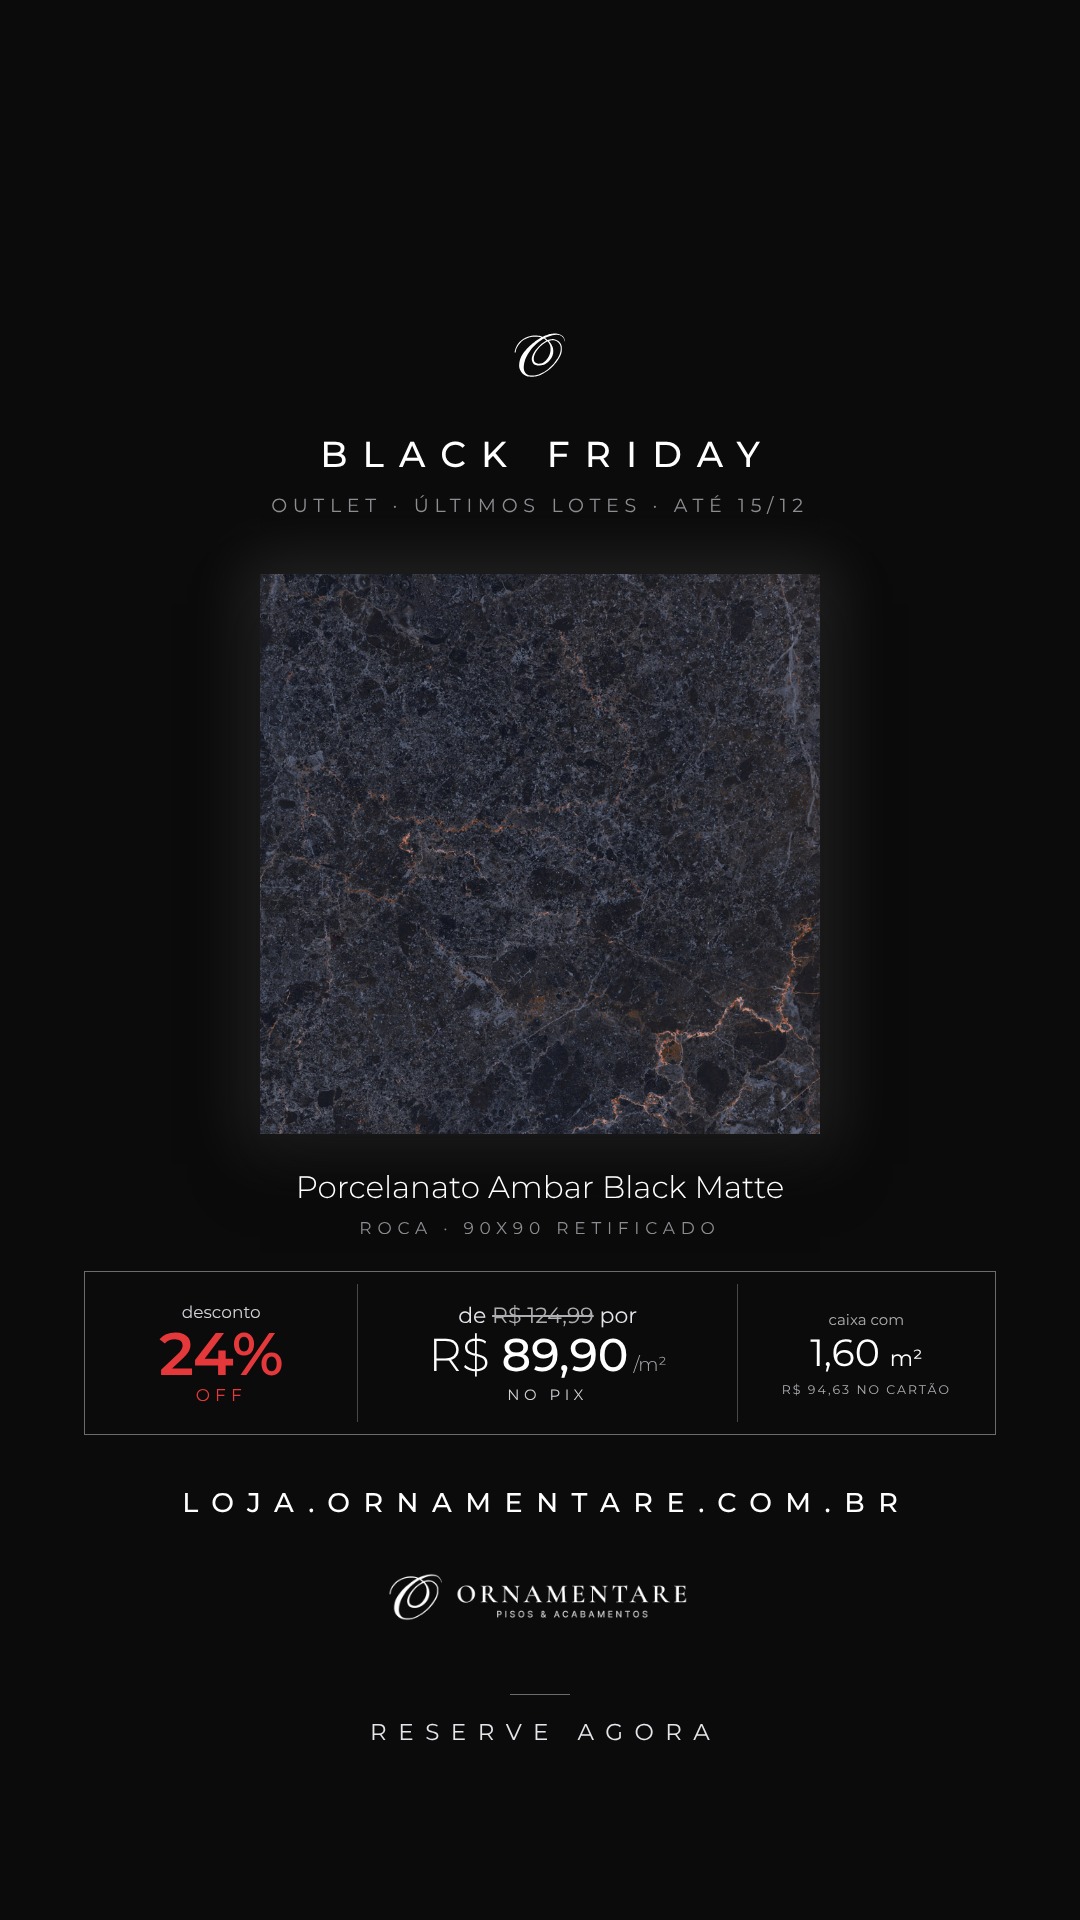 O
BLACK FRIDAY
OUTLET · ÚLTIMOS LOTES · ATÉ 15/12
Porcelanato Ambar Black Matte
ROCA · 90X90 RETIFICADO
desconto
24%
OFF
de R$ 124,99 por
R$ 89,90 /m²
NO PIX
caixa com
1,60 m²
R$ 94,63 NO CARTÃO
LOJA.ORNAMENTARE.COM.BR
O ORNAMENTARE
PISOS & ACABAMENTOS
RESERVE AGORA